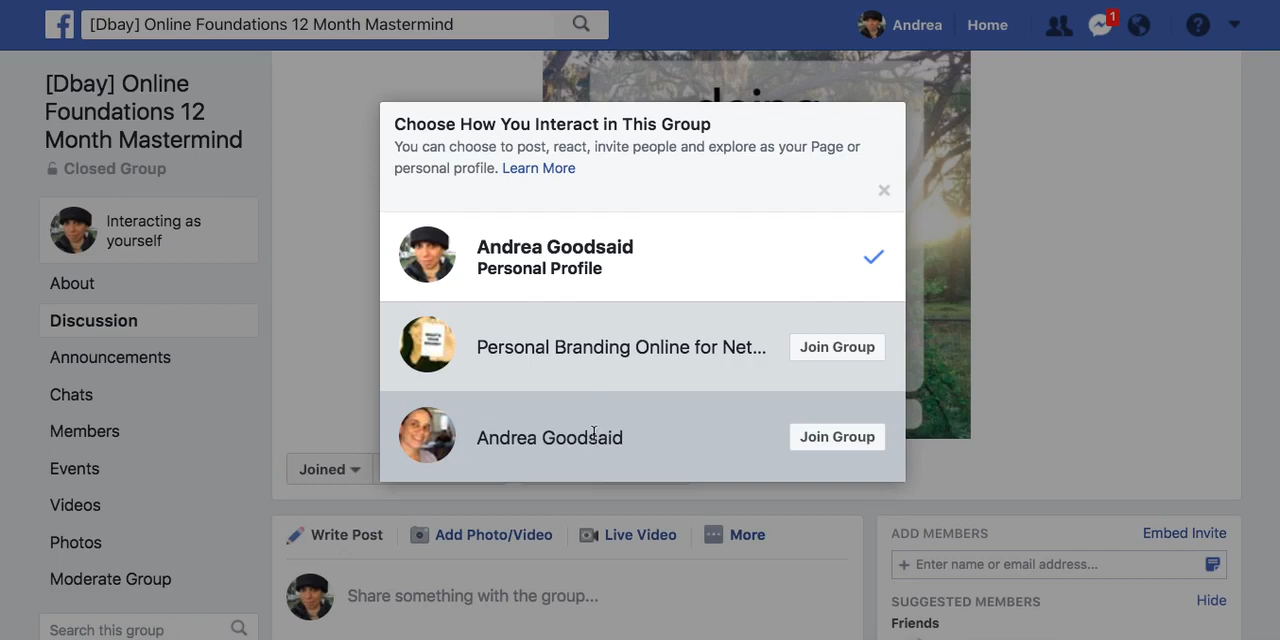 [Dbay] Online Foundations 12 Month Mastermind
Andrea
Home
1
[Dbay] Online
Foundations 12
Month Mastermind
Closed Group
Interacting as
yourself
About
Discussion
Announcements
Chats
Members
Events
Videos
Photos
Moderate Group
Search this group
doing
Choose How You Interact in This Group
You can choose to post, react, invite people and explore as your Page or
personal profile. Learn More
Andrea Goodsaid
Personal Profile
Personal Branding Online for Net...
Join Group
Andrea Goodsaid
Join Group
Joined
Write Post
Add Photo/Video
Live Video
More
Share something with the group...
ADD MEMBERS
Embed Invite
+ Enter name or email address...
SUGGESTED MEMBERS
Hide
Friends